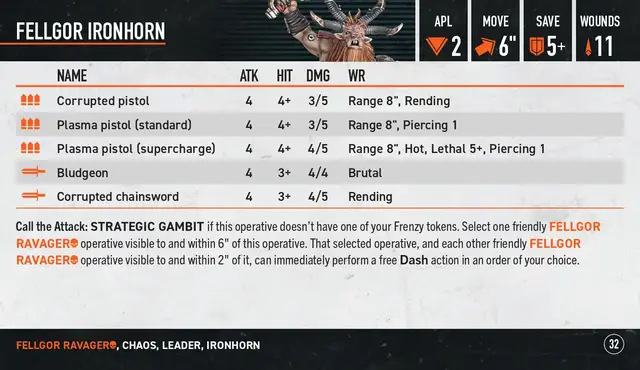 FELLGOR IRONHORN
APL 2
MOVE 6"
SAVE 5+
WOUNDS 11
NAME ATK HIT DMG WR
Corrupted pistol 4 4+ 3/5 Range 8", Rending
Plasma pistol (standard) 4 4+ 3/5 Range 8", Piercing 1
Plasma pistol (supercharge) 4 4+ 4/5 Range 8", Hot, Lethal 5+, Piercing 1
Bludgeon 4 3+ 4/4 Brutal
Corrupted chainsword 4 3+ 4/5 Rending
Call the Attack: STRATEGIC GAMBIT if this operative doesn't have one of your Frenzy tokens. Select one friendly FELLGOR
RAVAGER operative visible to and within 6" of this operative. That selected operative, and each other friendly FELLGOR
RAVAGER operative visible to and within 2" of it, can immediately perform a free Dash action in an order of your choice.
FELLGOR RAVAGER, CHAOS, LEADER, IRONHORN
32